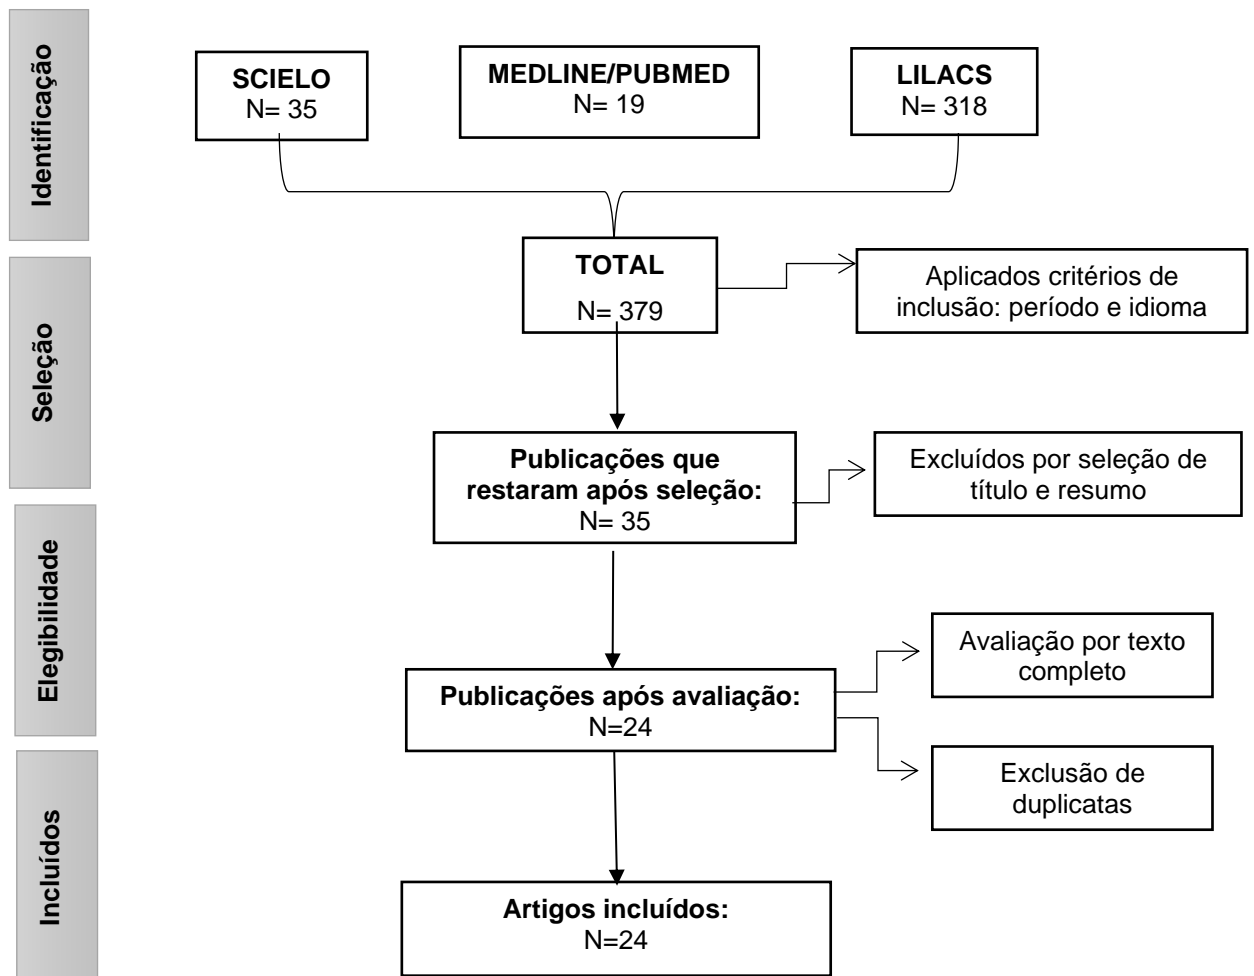 Identificação
SCIELO
N= 35
MEDLINE/PUBMED
N= 19
LILACS
N= 318
TOTAL
N= 379
Aplicados critérios de
inclusão: período e idioma
Seleção
Publicações que
restaram após seleção:
N= 35
Excluídos por seleção de
título e resumo
Elegibilidade
Publicações após avaliação:
N=24
Avaliação por texto
completo
Exclusão de
duplicatas
Incluídos
Artigos incluídos:
N=24